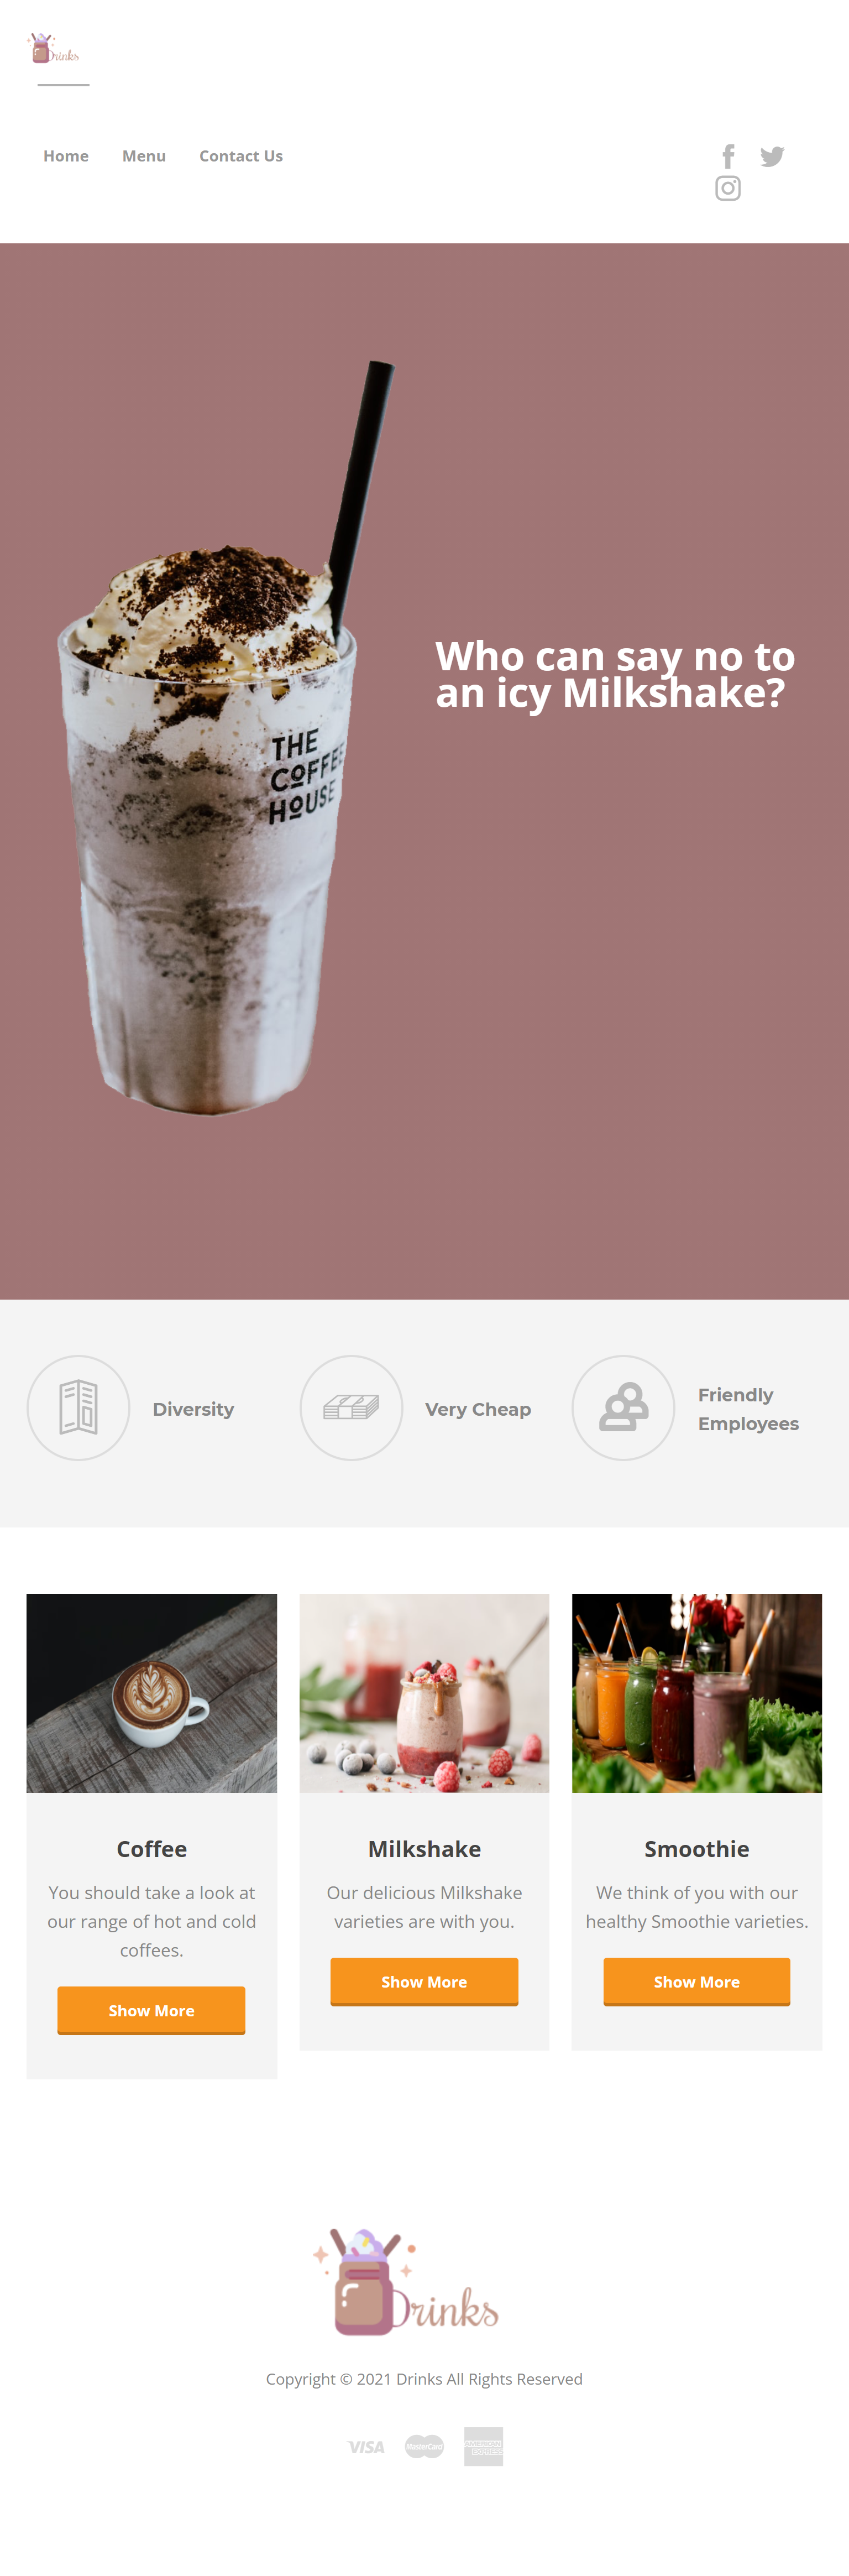 Drinks
Home Menu Contact Us
Who can say no to
an icy Milkshake?
THE
COFFEE
HOUSE
Diversity
Very Cheap
Friendly
Employees
Coffee
You should take a look at
our range of hot and cold
coffees.
Show More
Milkshake
Our delicious Milkshake
varieties are with you.
Show More
Smoothie
We think of you with our
healthy Smoothie varieties.
Show More
Drinks
Copyright © 2021 Drinks All Rights Reserved
VISA MasterCard AMERICAN EXPRESS